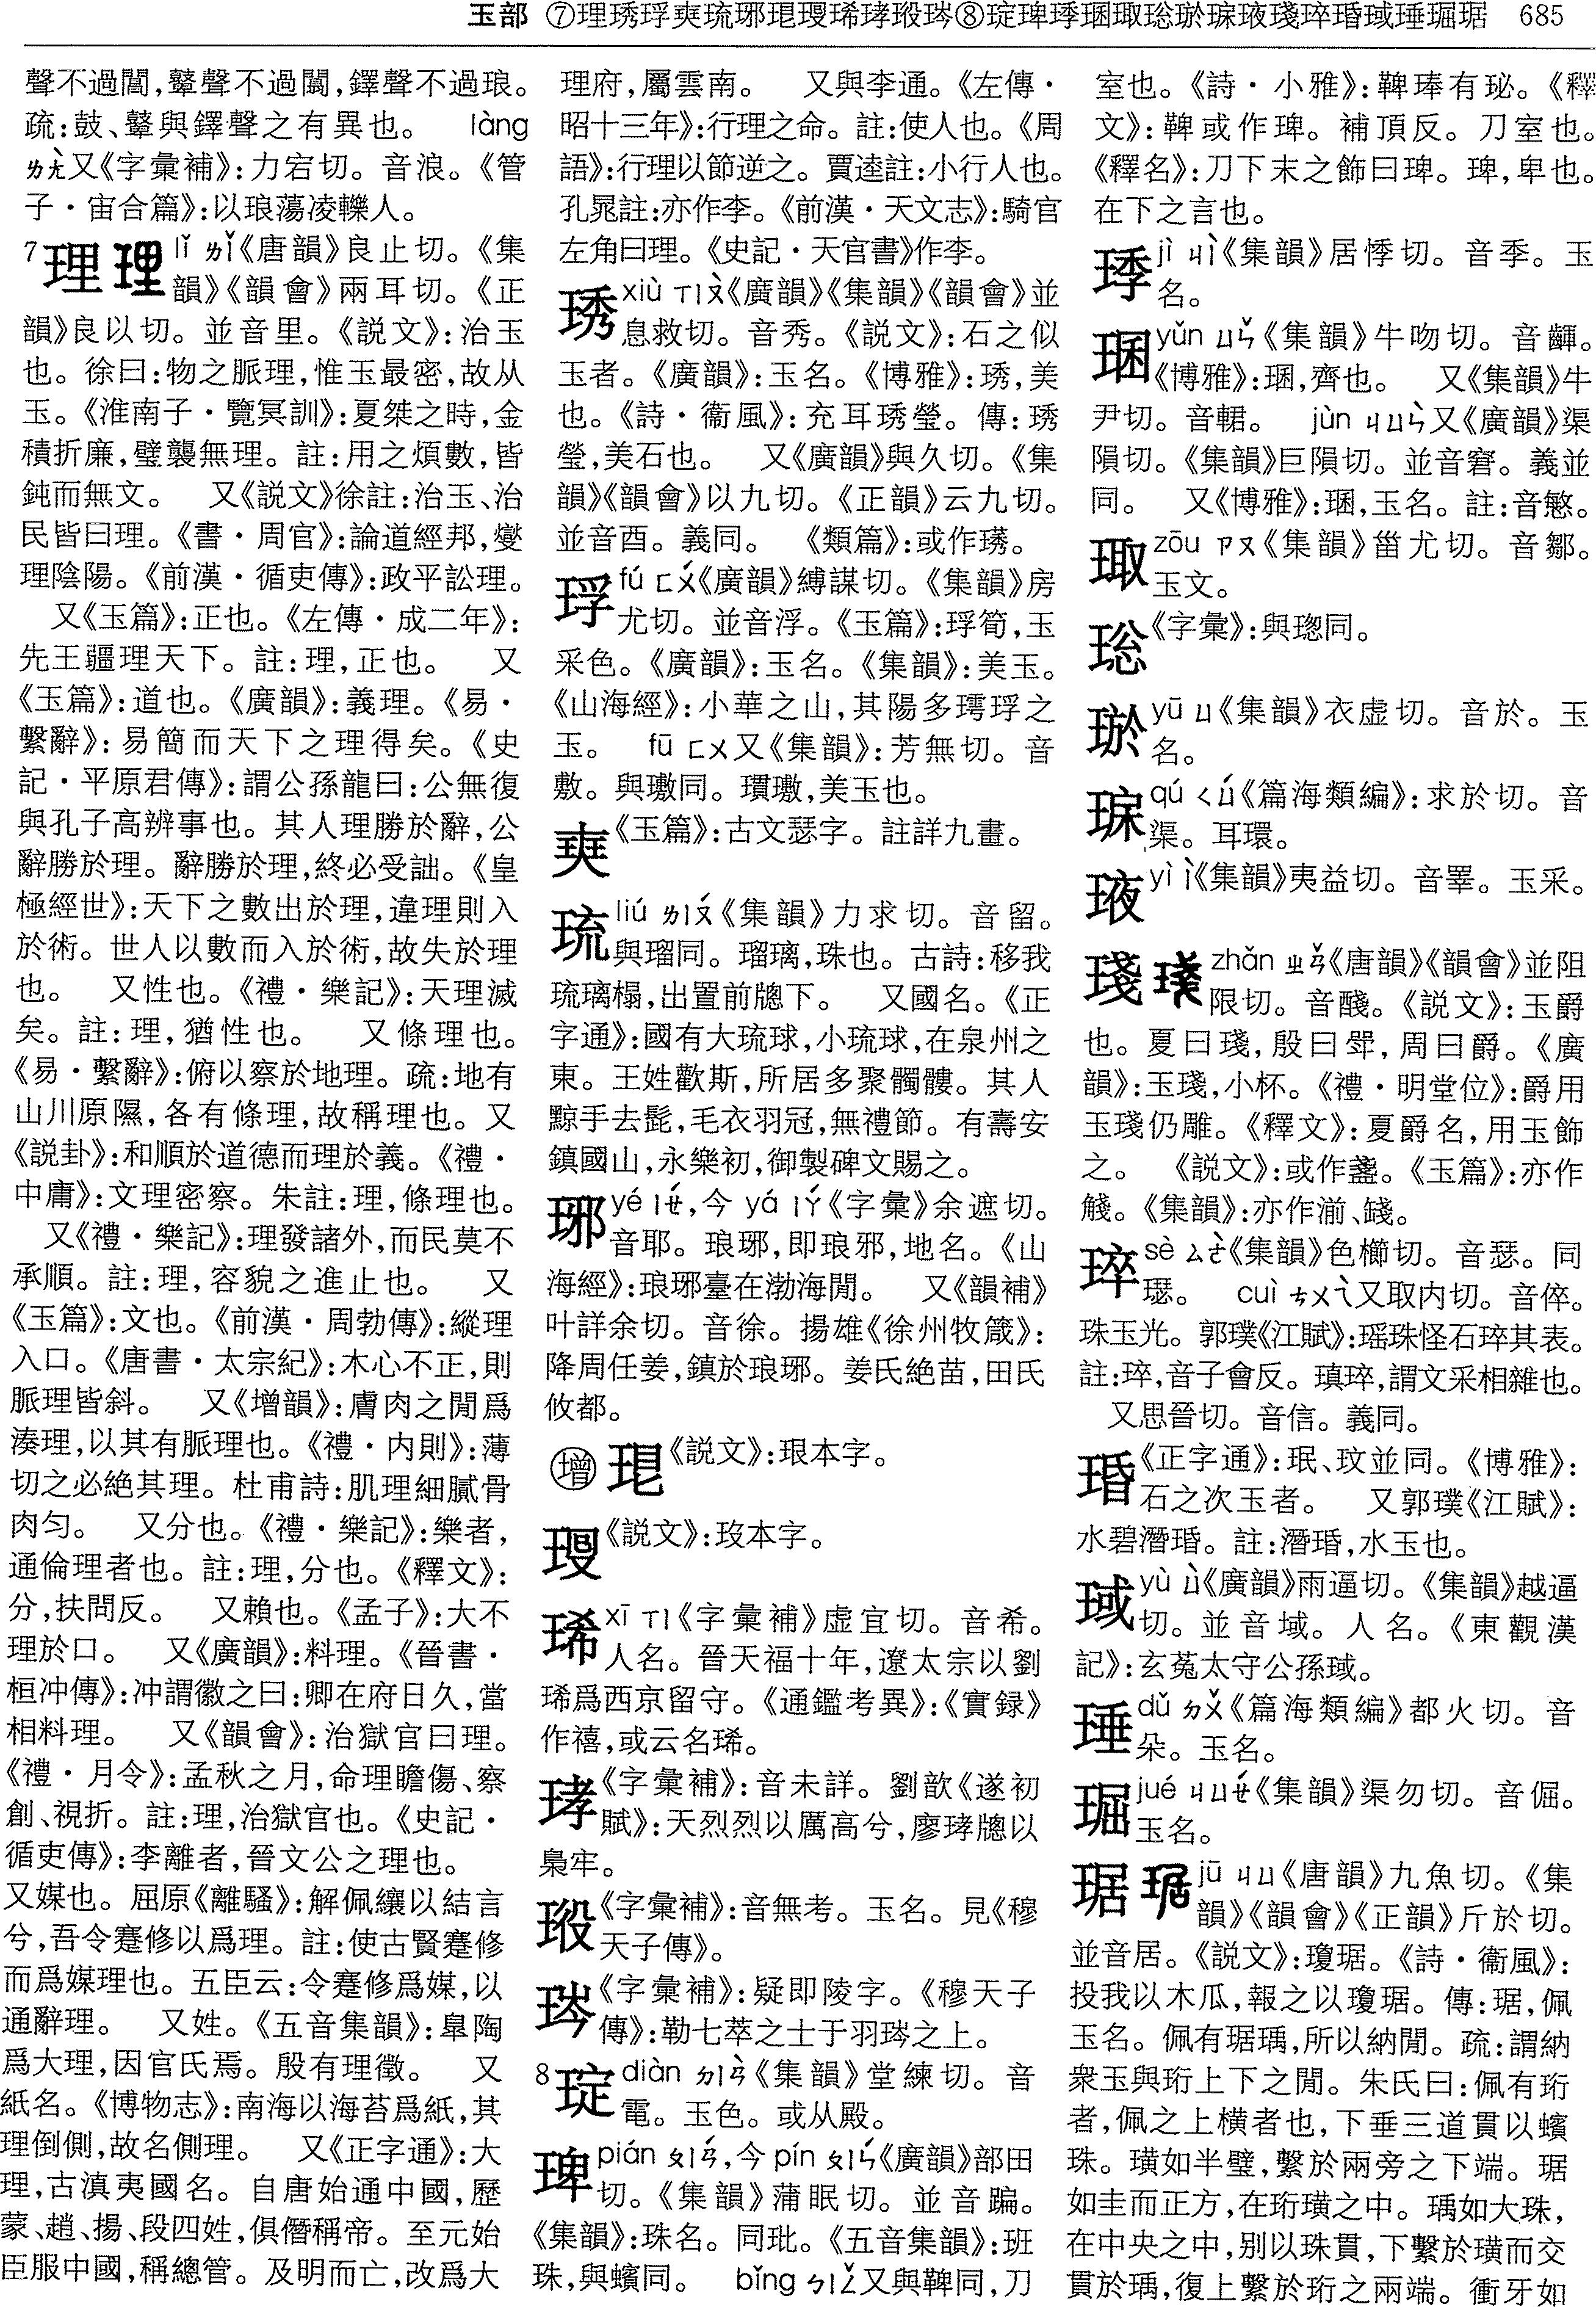 玉部 ⑦理琇琈㻎琉琊琨㻐琋㻂㻅琌⑧琔琕㻑㻒㻓㻍㻏㻗㻖琖琗㻉㻌㻔琚 685
聲不過閶,鼙聲不過闔,鐸聲不過琅。
疏:鼓、鼙與鐸聲之有異也。 làng
ㄌㄤˋ又《字彙補》:力宕切。音浪。《管
子·宙合篇》:以琅蕩凌轢人。
7理 理 lǐ ㄌㄧˇ《唐韻》良止切。《集
韻》《韻會》兩耳切。《正
韻》良以切。並音里。《説文》:治玉
也。徐曰:物之脈理,惟玉最密,故从
玉。《淮南子·覽冥訓》:夏桀之時,金
積折廉,璧襲無理。註:用之煩數,皆
鈍而無文。 又《説文》徐註:治玉、治
民皆曰理。《書·周官》:論道經邦,燮
理陰陽。《前漢·循吏傳》:政平訟理。
又《玉篇》:正也。《左傳·成二年》:
先王疆理天下。註:理,正也。 又
《玉篇》:道也。《廣韻》:義理。《易·
繫辭》:易簡而天下之理得矣。《史
記·平原君傳》:謂公孫龍曰:公無復
與孔子高辨事也。其人理勝於辭,公
辭勝於理。辭勝於理,終必受詘。《皇
極經世》:天下之數出於理,違理則入
於術。世人以數而入於術,故失於理
也。 又性也。《禮·樂記》:天理滅
矣。註:理,猶性也。 又條理也。
《易·繫辭》:俯以察於地理。疏:地有
山川原隰,各有條理,故稱理也。又
《説卦》:和順於道德而理於義。《禮·
中庸》:文理密察。朱註:理,條理也。
又《禮·樂記》:理發諸外,而民莫不
承順。註:理,容貌之進止也。 又
《玉篇》:文也。《前漢·周勃傳》:縱理
入口。《唐書·太宗紀》:木心不正,則
脈理皆斜。 又《增韻》:膚肉之閒爲
湊理,以其有脈理也。《禮·内則》:薄
切之必絶其理。杜甫詩:肌理細膩骨
肉匀。 又分也。《禮·樂記》:樂者,
通倫理者也。註:理,分也。《釋文》:
分,扶問反。 又賴也。《孟子》:大不
理於口。 又《廣韻》:料理。《晉書·
桓冲傳》:冲謂徽之曰:卿在府日久,當
相料理。 又《韻會》:治獄官曰理。
《禮·月令》:孟秋之月,命理瞻傷、察
創、視折。註:理,治獄官也。《史記·
循吏傳》:李離者,晉文公之理也。
又媒也。屈原《離騷》:解佩纕以結言
兮,吾令蹇修以爲理。註:使古賢蹇修
而爲媒理也。五臣云:令蹇修爲媒,以
通辭理。 又姓。《五音集韻》:臯陶
爲大理,因官氏焉。殷有理徵。 又
紙名。《博物志》:南海以海苔爲紙,其
理倒側,故名側理。 又《正字通》:大
理,古滇夷國名。自唐始通中國,歷
蒙、趙、揚、段四姓,俱僭稱帝。至元始
臣服中國,稱總管。及明而亡,改爲大
理府,屬雲南。 又與李通。《左傳·
昭十三年》:行理之命。註:使人也。《周
語》:行理以節逆之。賈逵註:小行人也。
孔晁註:亦作李。《前漢·天文志》:騎官
左角曰理。《史記·天官書》作李。
琇 xiù ㄒㄧㄡˋ《廣韻》《集韻》《韻會》並
息救切。音秀。《説文》:石之似
玉者。《廣韻》:玉名。《博雅》:琇,美
也。《詩·衞風》:充耳琇瑩。傳:琇
瑩,美石也。 又《廣韻》與久切。《集
韻》《韻會》以九切。《正韻》云九切。
並音酉。義同。 《類篇》:或作璓。
琈 fú ㄈㄨˊ《廣韻》縛謀切。《集韻》房
尤切。並音浮。《玉篇》:琈筍,玉
采色。《廣韻》:玉名。《集韻》:美玉。
《山海經》:小華之山,其陽多㻬琈之
玉。 fū ㄈㄨ又《集韻》:芳無切。音
敷。與璷同。璝璷,美玉也。
㻎《玉篇》:古文瑟字。註詳九畫。
琉 liú ㄌㄧㄡˊ《集韻》力求切。音留。
與瑠同。瑠璃,珠也。古詩:移我
琉璃榻,出置前牕下。 又國名。《正
字通》:國有大琉球,小琉球,在泉州之
東。王姓歡斯,所居多聚髑髏。其人
黥手去髭,毛衣羽冠,無禮節。有壽安
鎮國山,永樂初,御製碑文賜之。
琊 yé ㄧㄝˊ,今 yá ㄧㄚˊ《字彙》余遮切。
音耶。琅琊,即琅邪,地名。《山
海經》:琅琊臺在渤海閒。 又《韻補》
叶詳余切。音徐。揚雄《徐州牧箴》:
降周任姜,鎮於琅琊。姜氏絶苗,田氏
攸都。
㊉增《説文》:珢本字。
《説文》:玫本字。
琋 xī ㄒㄧ《字彙補》虚宜切。音希。
人名。晉天福十年,遼太宗以劉
琋爲西京留守。《通鑑考異》:《實録》
作禧,或云名琋。
《字彙補》:音未詳。劉歆《遂初
賦》:天烈烈以厲高兮,廖㻂牕以
梟牢。
《字彙補》:音無考。玉名。見《穆
天子傳》。
《字彙補》:疑即陵字。《穆天子
傳》:勒七萃之士于羽琌之上。
8琔 diàn ㄉㄧㄢˋ《集韻》堂練切。音
電。玉色。或从殿。
琕 pián ㄆㄧㄢˊ,今 pín ㄆㄧㄣˊ《廣韻》部田
切。《集韻》蒲眠切。並音蹁。
《集韻》:珠名。同玭。《五音集韻》:班
珠,與蠙同。 bǐng ㄅㄧㄥˇ又與鞞同,刀
室也。《詩·小雅》:鞞琫有珌。《釋
文》:鞞或作琕。補頂反。刀室也。
《釋名》:刀下末之飾曰琕。琕,卑也。
在下之言也。
jì ㄐㄧˋ《集韻》居悸切。音季。玉
名。
yǔn ㄩㄣˇ《集韻》牛吻切。音齳。
《博雅》:㻒,齊也。 又《集韻》牛
尹切。音輑。 jùn ㄐㄩㄣˋ又《廣韻》渠
隕切。《集韻》巨隕切。並音窘。義並
同。 又《博雅》:㻒,玉名。註:音慜。
zōu ㄗㄡ《集韻》甾尤切。音鄒。
玉文。
《字彙》:與璁同。
yū ㄩ《集韻》衣虚切。音於。玉
名。
qú ㄑㄩˊ《篇海類編》:求於切。音
渠。耳環。
yì ㄧˋ《集韻》夷益切。音睪。玉采。
琖 琖 zhǎn ㄓㄢˇ《唐韻》《韻會》並阻
限切。音醆。《説文》:玉爵
也。夏曰琖,殷曰斝,周曰爵。《廣
韻》:玉琖,小杯。《禮·明堂位》:爵用
玉琖仍雕。《釋文》:夏爵名,用玉飾
之。 《説文》:或作盞。《玉篇》:亦作
㦮。《集韻》:亦作湔、䤼。
琗 sè ㄙㄜˋ《集韻》色櫛切。音瑟。同
璱。 cuì ㄘㄨㄟˋ又取内切。音倅。
珠玉光。郭璞《江賦》:瑶珠怪石琗其表。
註:琗,音子會反。瑱琗,謂文采相雜也。
又思晉切。音信。義同。
㻉《正字通》:珉、玟並同。《博雅》:
石之次玉者。 又郭璞《江賦》:
水碧潛㻉。註:潛㻉,水玉也。
yù ㄩˋ《廣韻》雨逼切。《集韻》越逼
切。並音域。人名。《東觀漢
記》:玄菟太守公孫琙。
dǔ ㄉㄨˇ《篇海類編》都火切。音
朵。玉名。
jué ㄐㄩㄝˊ《集韻》渠勿切。音倔。
玉名。
琚 琚 jū ㄐㄩ《唐韻》九魚切。《集
韻》《韻會》《正韻》斤於切。
並音居。《説文》:瓊琚。《詩·衞風》:
投我以木瓜,報之以瓊琚。傳:琚,佩
玉名。佩有琚瑀,所以納閒。疏:謂納
衆玉與珩上下之閒。朱氏曰:佩有珩
者,佩之上横者也,下垂三道貫以蠙
珠。璜如半璧,繫於兩旁之下端。琚
如圭而正方,在珩璜之中。瑀如大珠,
在中央之中,别以珠貫,下繫於璜而交
貫於瑀,復上繫於珩之兩端。衝牙如